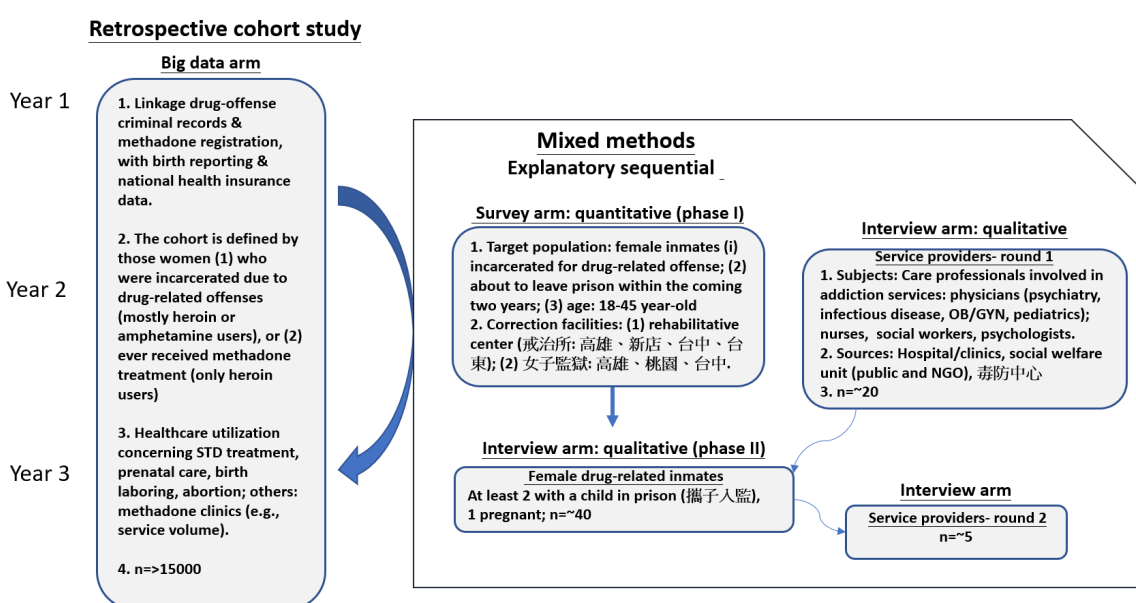 Retrospective cohort study
Big data arm
Year 1
Year 2
Year 3
1. Linkage drug-offense
criminal records &
methadone registration,
with birth reporting &
national health insurance
data.
2. The cohort is defined by
those women (1) who
were incarcerated due to
drug-related offenses
(mostly heroin or
amphetamine users), or (2)
ever received methadone
treatment (only heroin
users)
3. Healthcare utilization
concerning STD treatment,
prenatal care, birth
laboring, abortion; others:
methadone clinics (e.g.,
service volume).
4. n=>15000
Mixed methods
Explanatory sequential
Survey arm: quantitative (phase I)
1. Target population: female inmates (i)
incarcerated for drug-related offense; (2)
about to leave prison within the coming
two years; (3) age: 18-45 year-old
2. Correction facilities: (1) rehabilitative
center (戒治所: 高雄、新店、台中、台
東); (2) 女子監獄: 高雄、桃園、台中.
Interview arm: qualitative
Service providers- round 1
1. Subjects: Care professionals involved in
addiction services: physicians (psychiatry,
infectious disease, OB/GYN, pediatrics);
nurses, social workers, psychologists.
2. Sources: Hospital/clinics, social welfare
unit (public and NGO), 毒防中心
3. n=~20
Interview arm: qualitative (phase II)
Female drug-related inmates
At least 2 with a child in prison (攜子入監),
1 pregnant; n=~40
Interview arm
Service providers- round 2
n=~5